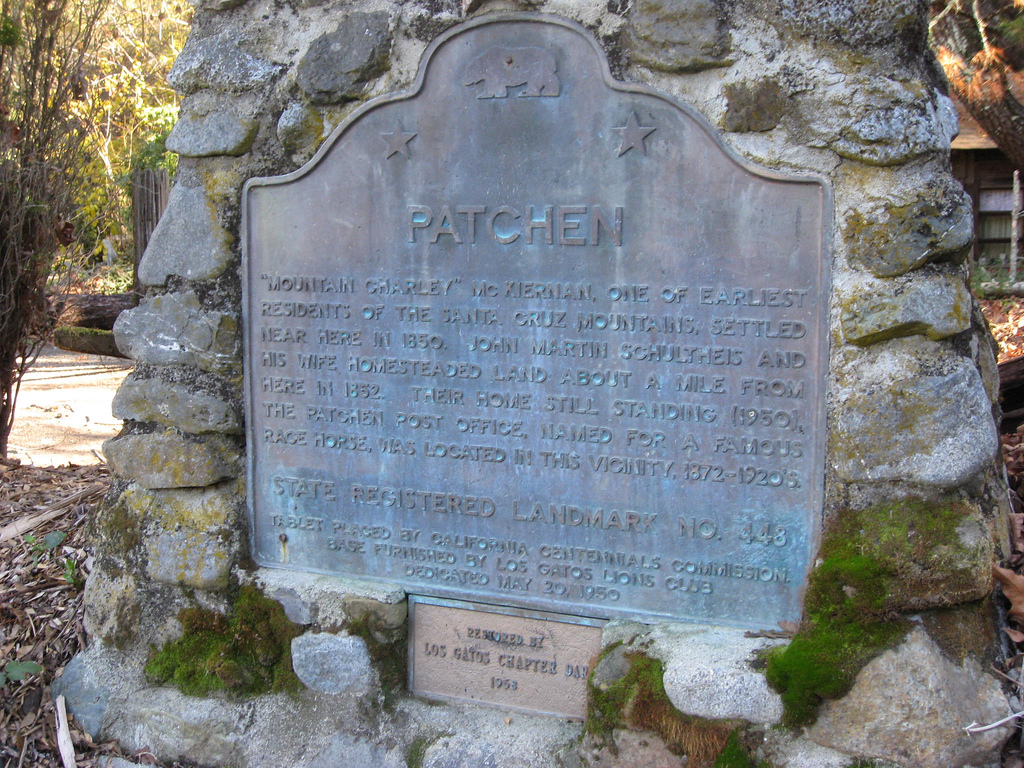 PATCHEN
"MOUNTAIN CHARLEY" McKIERNAN, ONE OF EARLIEST
RESIDENTS OF THE SANTA CRUZ MOUNTAINS, SETTLED
NEAR HERE IN 1850. JOHN MARTIN SCHULTHEIS AND
HIS WIFE HOMESTEADED LAND ABOUT A MILE FROM
HERE IN 1852. THEIR HOME STILL STANDING (1950).
THE PATCHEN POST OFFICE, NAMED FOR A FAMOUS
RACE HORSE, WAS LOCATED IN THIS VICINITY, 1872-1920'S.
STATE REGISTERED LANDMARK NO. 448
TABLET PLACED BY CALIFORNIA CENTENNIALS COMMISSION.
BASE FURNISHED BY LOS GATOS LIONS CLUB
DEDICATED MAY 20, 1950
RESTORED BY
LOS GATOS CHAPTER DAR
1958